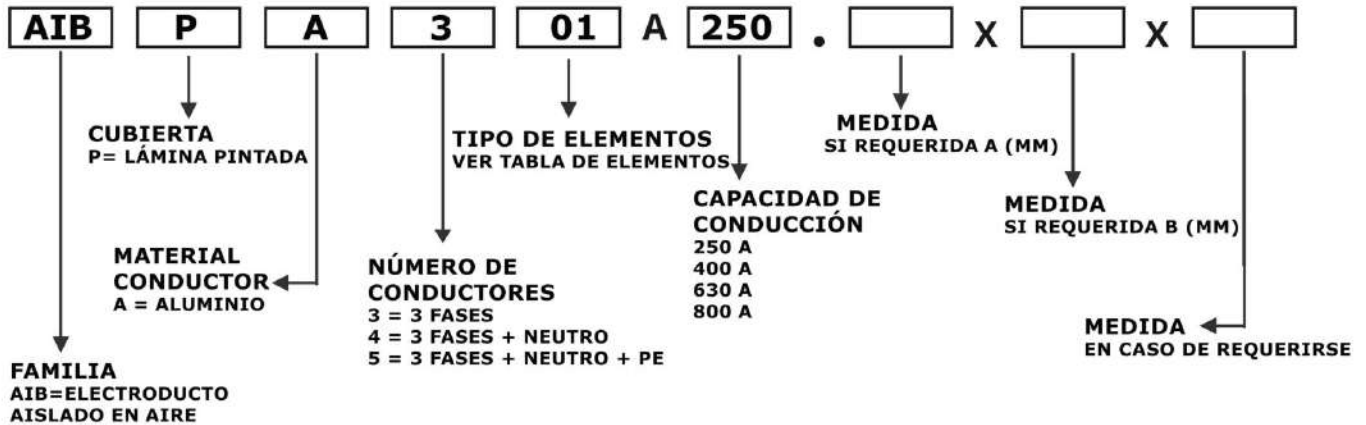 AIB P A 3 01 A 250 . X X
CUBIERTA
P= LÁMINA PINTADA
TIPO DE ELEMENTOS
VER TABLA DE ELEMENTOS
MEDIDA
SI REQUERIDA A (MM)
CAPACIDAD DE
CONDUCCIÓN
250 A
400 A
630 A
800 A
MEDIDA
SI REQUERIDA B (MM)
MATERIAL
CONDUCTOR
A = ALUMINIO
NÚMERO DE
CONDUCTORES
3 = 3 FASES
4 = 3 FASES + NEUTRO
5 = 3 FASES + NEUTRO + PE
MEDIDA
EN CASO DE REQUERIRSE
FAMILIA
AIB=ELECTRODUCTO
AISLADO EN AIRE